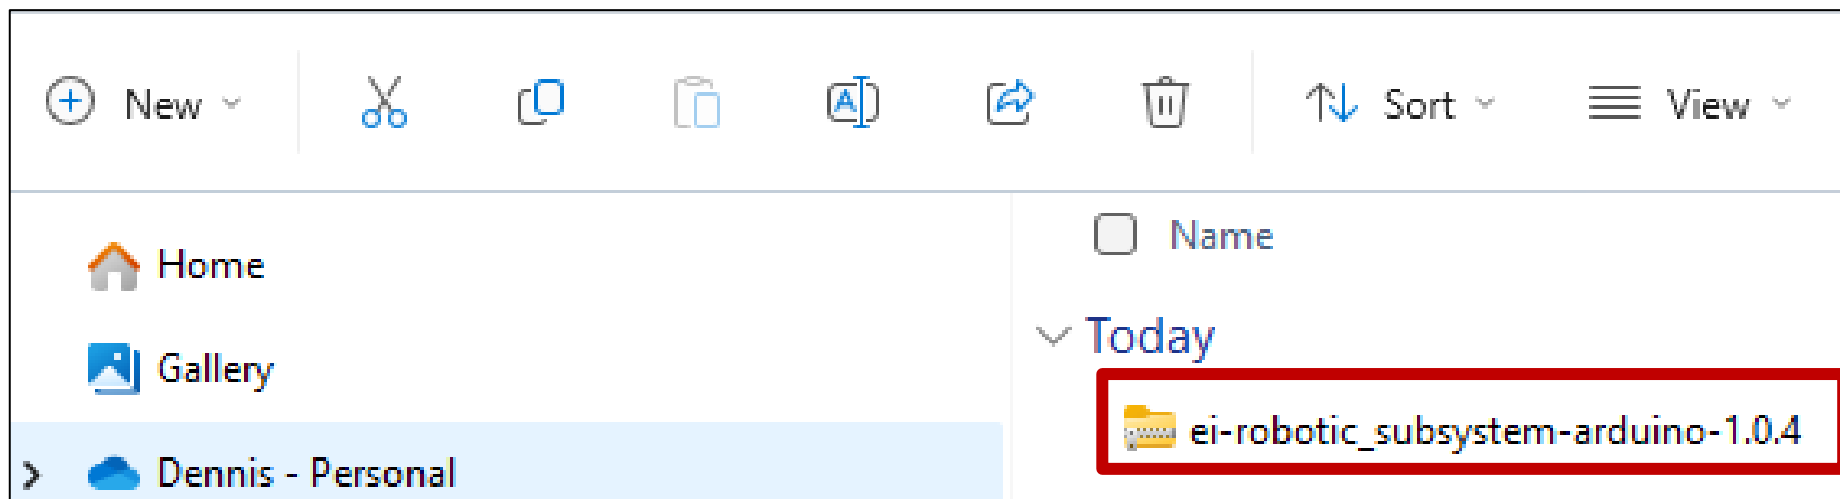 New Sort View
Home
Gallery
Dennis - Personal
Name
Today
ei-robotic_subsystem-arduino-1.0.4